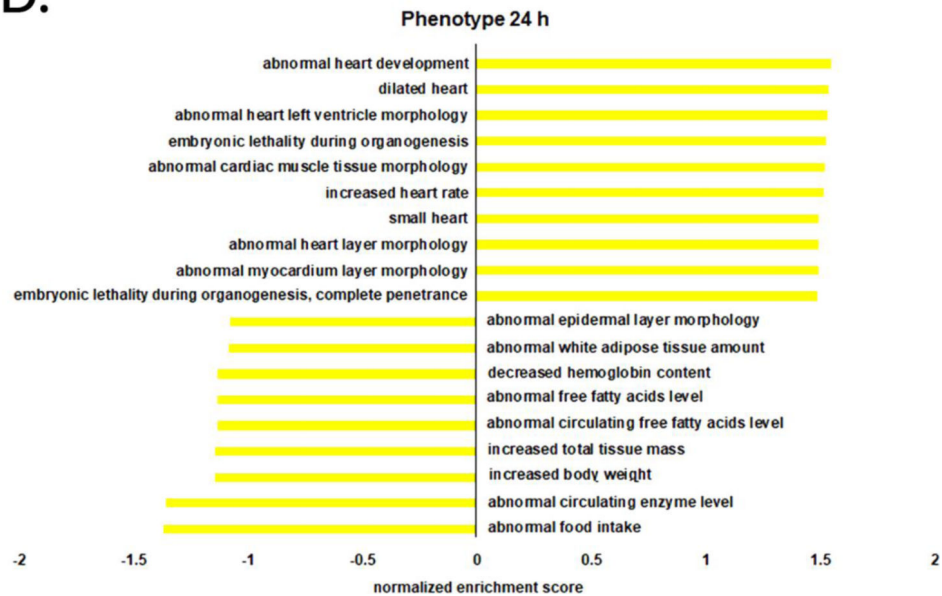 D.
Phenotype 24 h
abnormal heart development
dilated heart
abnormal heart left ventricle morphology
embryonic lethality during organogenesis
abnormal cardiac muscle tissue morphology
increased heart rate
small heart
abnormal heart layer morphology
abnormal myocardium layer morphology
embryonic lethality during organogenesis, complete penetrance
abnormal epidermal layer morphology
abnormal white adipose tissue amount
decreased hemoglobin content
abnormal free fatty acids level
abnormal circulating free fatty acids level
increased total tissue mass
increased body weight
abnormal circulating enzyme level
abnormal food intake
-2 -1.5 -1 -0.5 0 0.5 1 1.5 2
normalized enrichment score